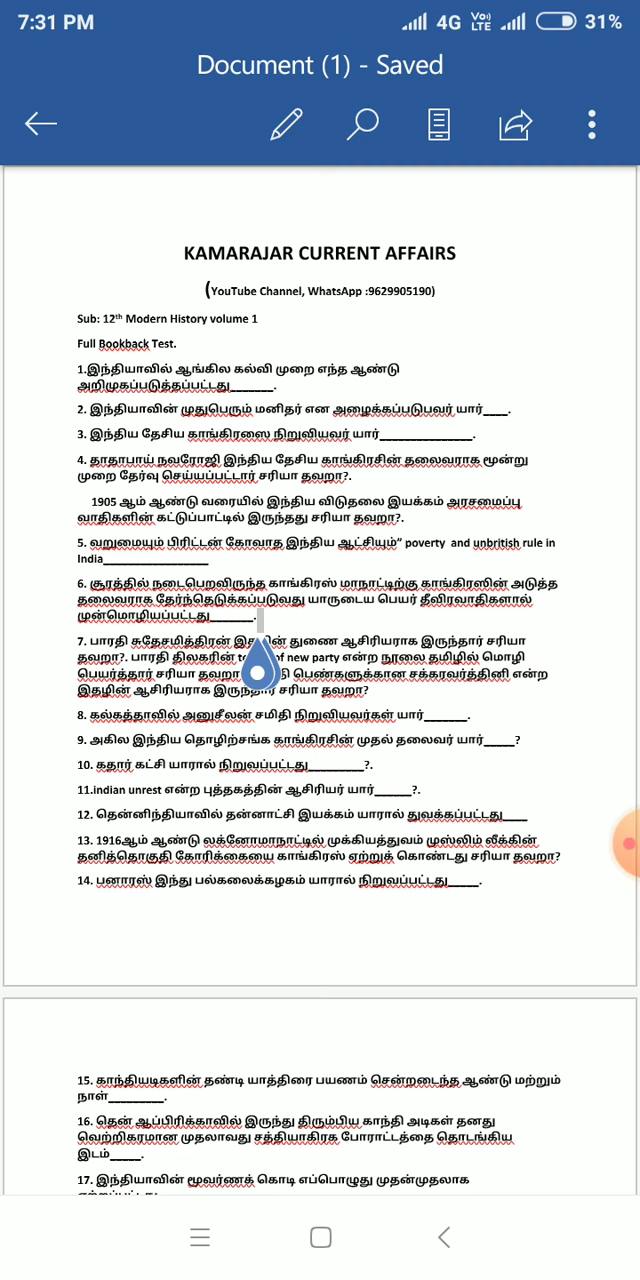 7:31 PM 4G Vo) LTE 31%
Document (1) - Saved
KAMARAJAR CURRENT AFFAIRS
(YouTube Channel, WhatsApp :9629905190)
Sub: 12th Modern History volume 1
Full Bookback Test.
1.இந்தியாவில் ஆங்கில கல்வி முறை எந்த ஆண்டு
அறிமுகப்படுத்தப்பட்டது_______.
2. இந்தியாவின் முதுபெரும் மனிதர் என அழைக்கப்படுபவர் யார்____.
3. இந்திய தேசிய காங்கிரஸை நிறுவியவர் யார்_______________.
4. தாதாபாய் நவரோஜி இந்திய தேசிய காங்கிரசின் தலைவராக மூன்று
முறை தேர்வு செய்யப்பட்டார் சரியா தவறா?.
1905 ஆம் ஆண்டு வரையில் இந்திய விடுதலை இயக்கம் அரசமைப்பு
வாதிகளின் கட்டுப்பாட்டில் இருந்தது சரியா தவறா?.
5. வறுமையும் பிரிட்டன் கோவாத இந்திய ஆட்சியும்” poverty and unbritish rule in
India_________________
6. சூரத்தில் நடைபெறவிருந்த காங்கிரஸ் மாநாட்டிற்கு காங்கிரஸின் அடுத்த
தலைவராக தேர்ந்தெடுக்கப்படுவது யாருடைய பெயர் தீவிரவாதிகளால்
முன்மொழியப்பட்டது_______.
7. பாரதி சுதேசமித்திரன் துணை ஆசிரியராக இருந்தார் சரியா
தவறா?. பாரதி திலகரின் of new party என்ற நூலை தமிழில் மொழி
பெயர்த்தார் சரியா தவறா பெண்களுக்கான சக்கரவர்த்தினி என்ற
இதழின் ஆசிரியராக இருந்தார் சரியா தவறா?
8. கல்கத்தாவில் அனுசீலன் சமிதி நிறுவியவர்கள் யார்_______.
9. அகில இந்திய தொழிற்சங்க காங்கிரசின் முதல் தலைவர் யார்_____?
10. கதார் கட்சி யாரால் நிறுவப்பட்டது_________?.
11.indian unrest என்ற புத்தகத்தின் ஆசிரியர் யார்______?.
12. தென்னிந்தியாவில் தன்னாட்சி இயக்கம் யாரால் துவக்கப்பட்டது____
13. 1916ஆம் ஆண்டு லக்னோமாநாட்டில் முக்கியத்துவம் முஸ்லிம் லீக்கின்
தனித்தொகுதி கோரிக்கையை காங்கிரஸ் ஏற்றுக் கொண்டது சரியா தவறா?
14. பனாரஸ் இந்து பல்கலைக்கழகம் யாரால் நிறுவப்பட்டது_____.
15. காந்தியடிகளின் தண்டி யாத்திரை பயணம் சென்றடைந்த ஆண்டு மற்றும்
நாள்_________.
16. தென் ஆப்பிரிக்காவில் இருந்து திரும்பிய காந்தி அடிகள் தனது
வெற்றிகரமான முதலாவது சத்தியாகிரக போராட்டத்தை தொடங்கிய
இடம்_____.
17. இந்தியாவின் மூவர்ணக் கொடி எப்பொழுது முதன்முதலாக